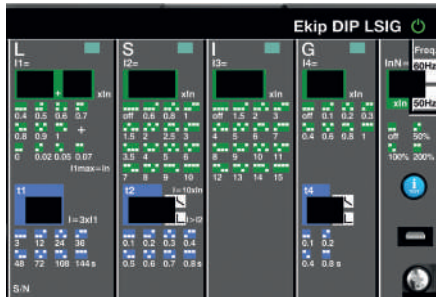 Ekip DIP LSIG
L
I1=
+
xIn
0.4 0.5 0.6 0.7
0.8 0.9 1 +
0 0.02 0.05 0.07
I1max=In
t1
I=3xI1
3 12 24 36
48 72 108 144s
S/N
S
I2=
xIn
off 0.6 0.8 1
1.5 2 2.5 3
3.5 4 5 6
7 8 9 10
t2
I=10xIn
I>I2
0.1 0.2 0.3 0.4
0.5 0.6 0.7 0.8s
I
I3=
xIn
off 1.5 2 3
4 5 6 7
8 9 10 11
12 13 14 15
G
I4=
xIn
off 0.1 0.2 0.3
0.4 0.6 0.8 1
t4
0.1 0.2
0.4 0.8s
InN=
Freq.
60Hz
50Hz
xIn
off 50%
100% 200%